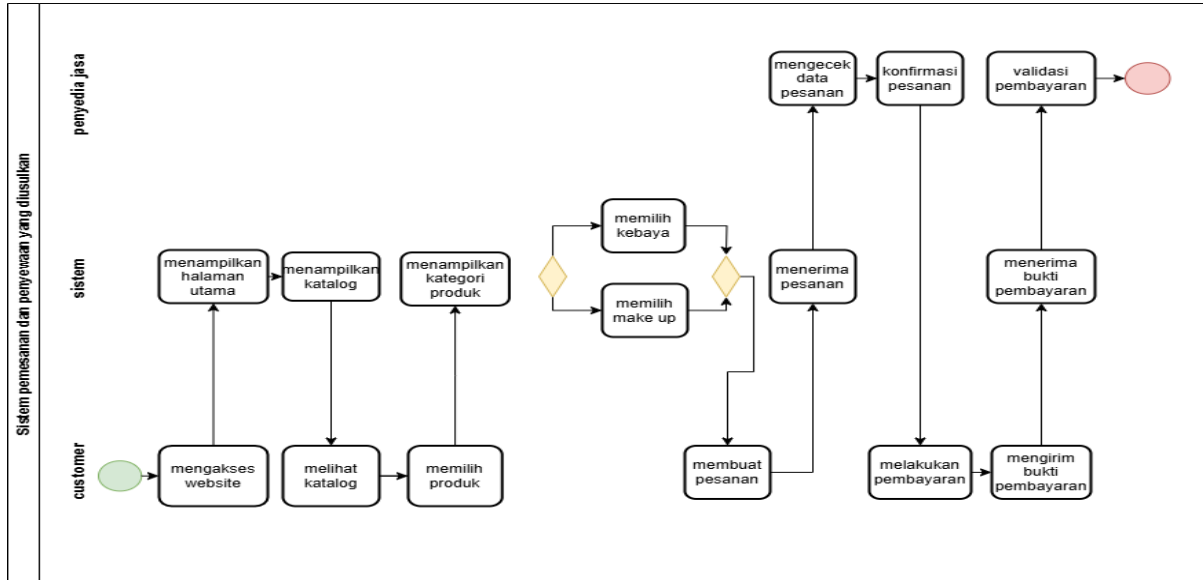 Sistem pemesanan dan penyewaan yang diusulkan
penyedia jasa
mengecek
data
pesanan
konfirmasi
pesanan
validasi
pembayaran
sistem
menampilkan
halaman
utama
menampilkan
katalog
menampilkan
kategori
produk
memilih
kebaya
memilih
make up
menerima
pesanan
menerima
bukti
pembayaran
customer
mengakses
website
melihat
katalog
memilih
produk
membuat
pesanan
melakukan
pembayaran
mengirim
bukti
pembayaran